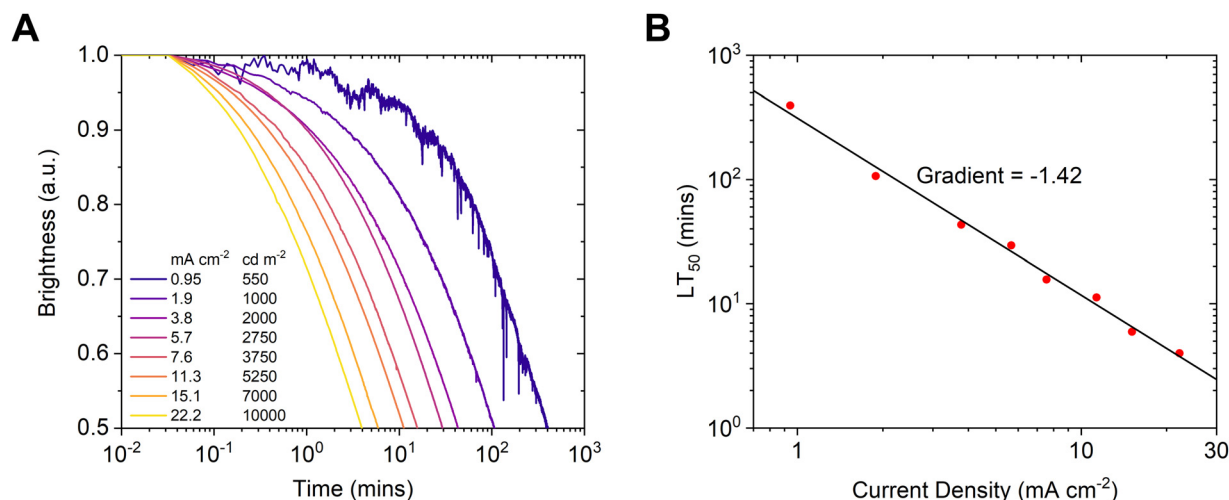 A
Brightness (a.u.)
1.0
0.9
0.8
0.7
0.6
0.5
mA cm⁻² cd m⁻²
0.95 550
1.9 1000
3.8 2000
5.7 2750
7.6 3750
11.3 5250
15.1 7000
22.2 10000
10⁻² 10⁻¹ 10⁰ 10¹ 10² 10³
Time (mins)
B
LT₅₀ (mins)
10³
10²
10¹
10⁰
Gradient = -1.42
1 10 30
Current Density (mA cm⁻²)